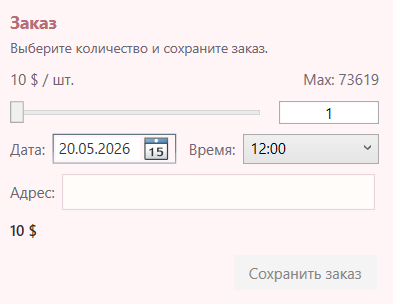 Заказ
Выберите количество и сохраните заказ.
10 $ / шт. Max: 73619
1
Дата: 20.05.2026 15 Время: 12:00
Адрес:
10 $
Сохранить заказ